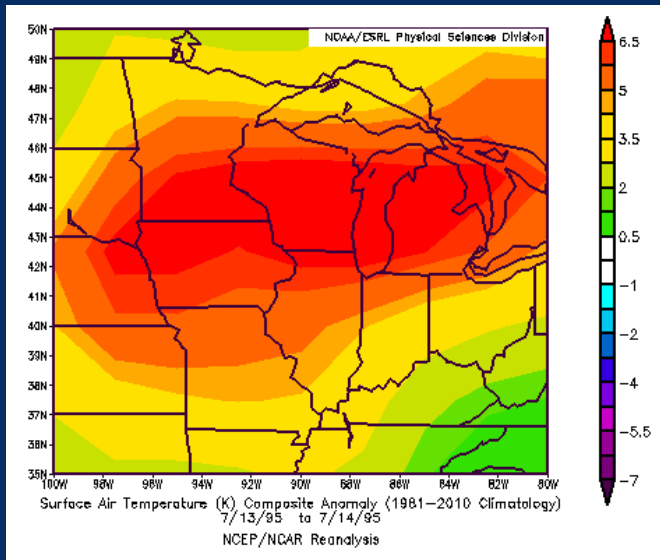 NOAA/ESRL Physical Sciences Division
50N
49N
48N
47N
46N
45N
44N
43N
42N
41N
40N
39N
38N
37N
36N
35N
100W 98W 96W 94W 92W 90W 88W 86W 84W 82W 80W
6.5
5
3.5
2
0.5
−1
−2
−4
−5.5
−7
Surface Air Temperature (K) Composite Anomaly (1981−2010 Climatology)
7/13/95 to 7/14/95
NCEP/NCAR Reanalysis